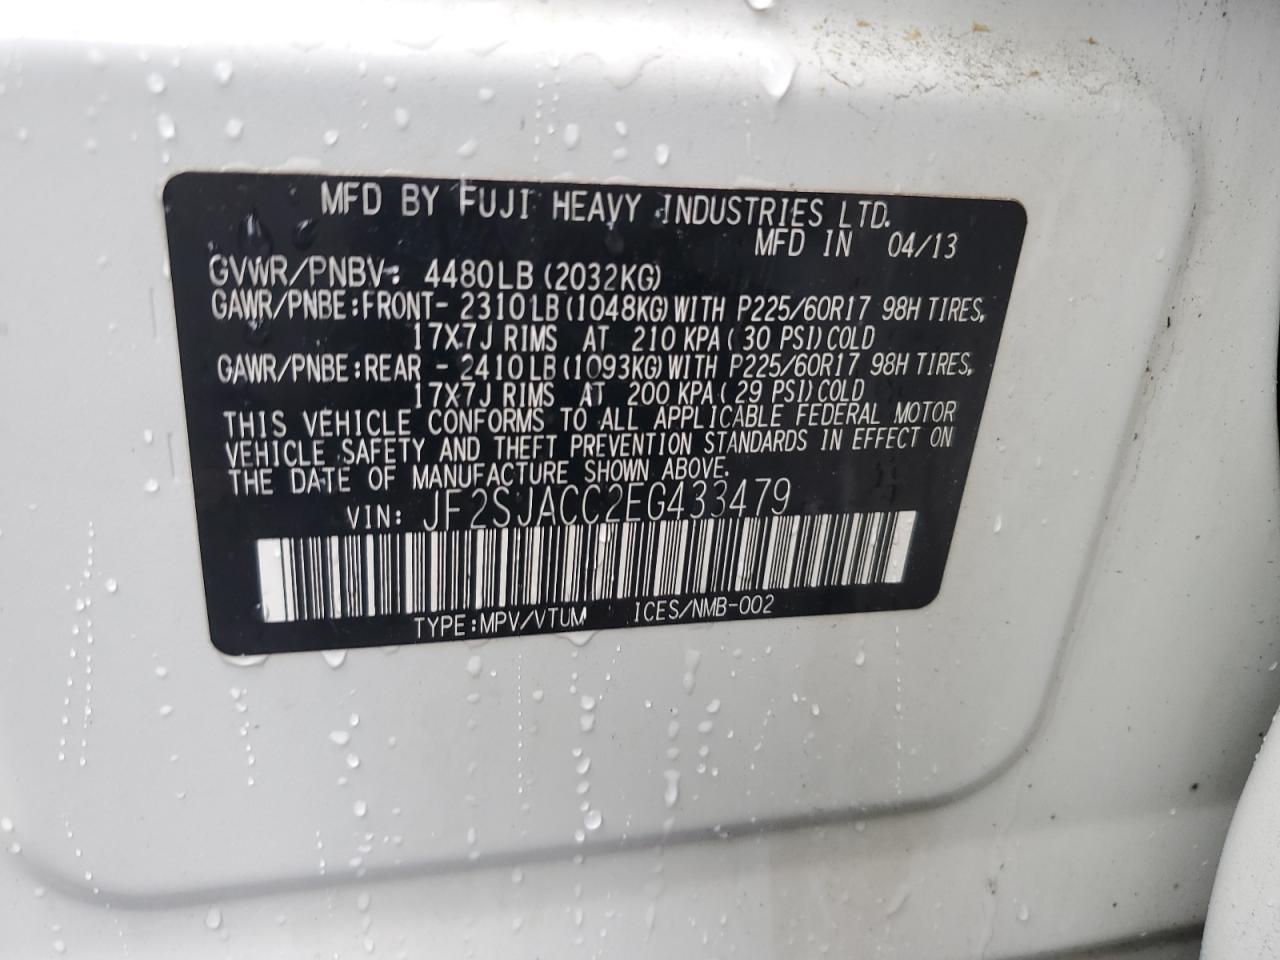 MFD BY FUJI HEAVY INDUSTRIES LTD.
MFD IN 04/13
GVWR/PNBV: 4480LB (2032KG)
GAWR/PNBE:FRONT- 2310LB (1048KG) WITH P225/60R17 98H TIRES,
17X7J RIMS AT 210 KPA ( 30 PSI) COLD
GAWR/PNBE:REAR - 2410LB (1093KG) WITH P225/60R17 98H TIRES,
17X7J RIMS AT 200 KPA ( 29 PSI) COLD
THIS VEHICLE CONFORMS TO ALL APPLICABLE FEDERAL MOTOR
VEHICLE SAFETY AND THEFT PREVENTION STANDARDS IN EFFECT ON
THE DATE OF MANUFACTURE SHOWN ABOVE.
VIN: JF2SJACC2EG433479
TYPE:MPV/VTUM ICES/NMB-002